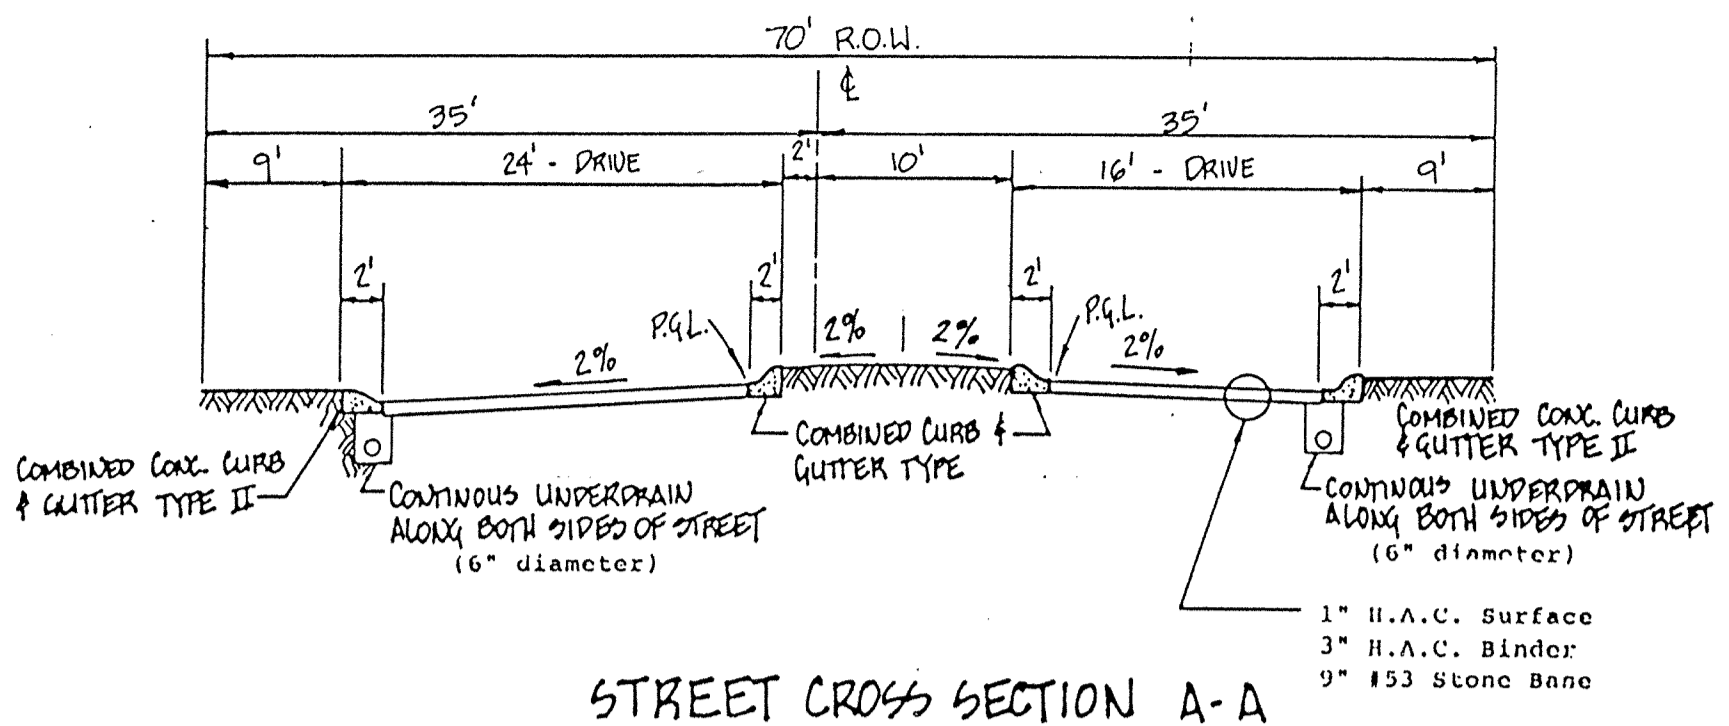 70' R.O.W.
℄
35'
35'
9'
24' - DRIVE
2'
10'
16' - DRIVE
9'
2'
2'
2'
2'
P.G.L.
2%
2%
P.G.L.
2%
2%
COMBINED CONC. CURB
& GUTTER TYPE II
CONTINOUS UNDERDRAIN
ALONG BOTH SIDES OF STREET
(6" diameter)
COMBINED CURB &
GUTTER TYPE
COMBINED CONC. CURB
& GUTTER TYPE II
CONTINOUS UNDERDRAIN
ALONG BOTH SIDES OF STREET
(6" diameter)
1" H.A.C. Surface
3" H.A.C. Binder
9" #53 Stone Base
STREET CROSS SECTION A-A